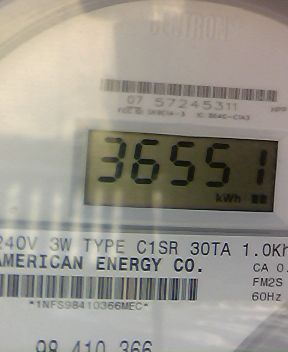 CENTRON
07 57245311
36551
kWh
240V 3W TYPE C1SR 30TA 1.0Kh
AMERICAN ENERGY CO.
CA 0.
FM2S
60Hz
*1NFS98410366MEC*
98 410 366